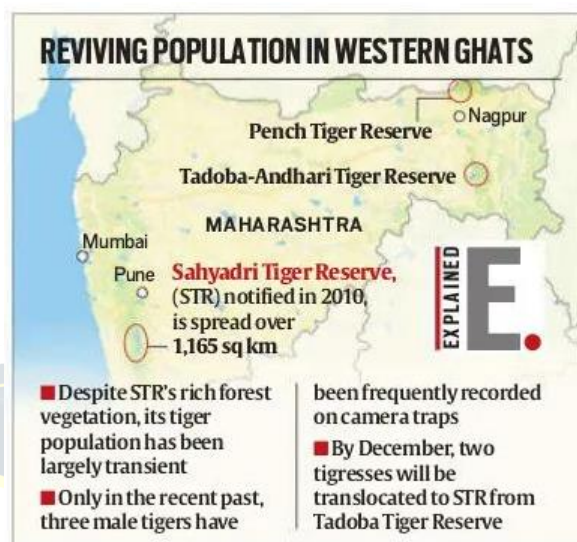 REVIVING POPULATION IN WESTERN GHATS
Pench Tiger Reserve
Nagpur
Tadoba-Andhari Tiger Reserve
MAHARASHTRA
Mumbai
Pune
Sahyadri Tiger Reserve,
(STR) notified in 2010,
is spread over
1,165 sq km
EXPLAINED
E.
■ Despite STR's rich forest
vegetation, its tiger
population has been
largely transient
■ Only in the recent past,
three male tigers have
been frequently recorded
on camera traps
■ By December, two
tigresses will be
translocated to STR from
Tadoba Tiger Reserve